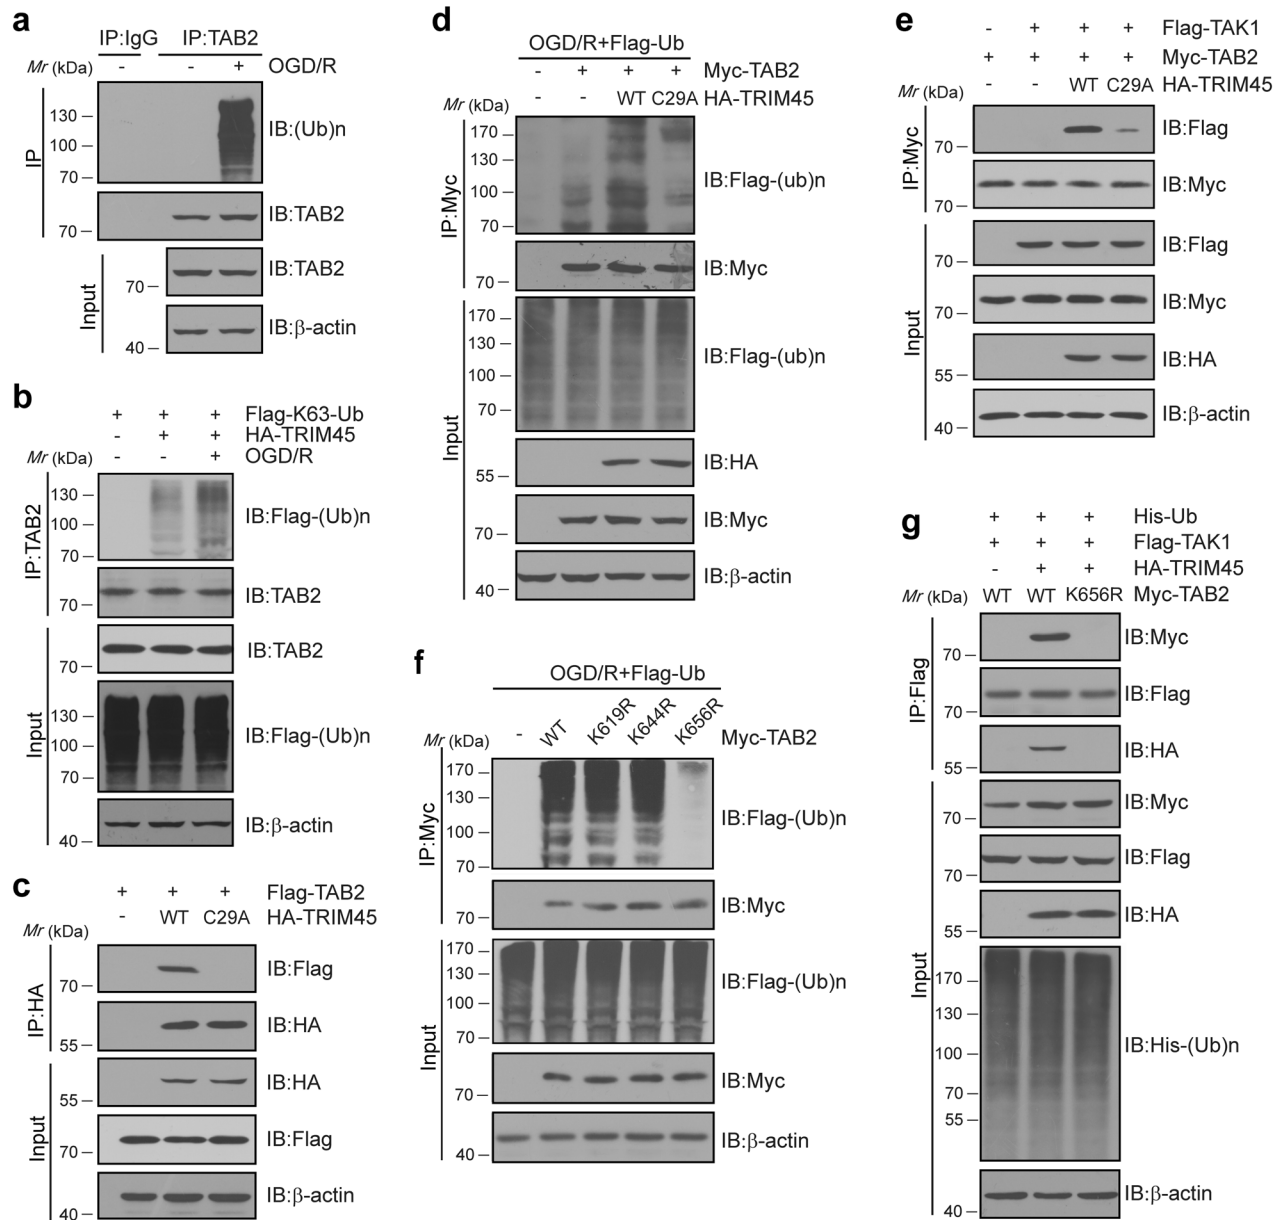 a
IP:IgG IP:TAB2
Mr (kDa) - - + OGD/R
IP
130
100
70
IB:(Ub)n
70
IB:TAB2
Input
70
IB:TAB2
40
IB:β-actin
b
+ + + Flag-K63-Ub
- + + HA-TRIM45
Mr (kDa) - - + OGD/R
IP:TAB2
130
100
70
IB:Flag-(Ub)n
70
IB:TAB2
Input
70
IB:TAB2
130
100
70
IB:Flag-(Ub)n
40
IB:β-actin
c
+ + + Flag-TAB2
- WT C29A HA-TRIM45
Mr (kDa)
IP:HA
70
IB:Flag
55
IB:HA
Input
55
IB:HA
70
IB:Flag
40
IB:β-actin
d
OGD/R+Flag-Ub
- + + + Myc-TAB2
- - WT C29A HA-TRIM45
Mr (kDa)
IP:Myc
170
130
100
70
IB:Flag-(ub)n
70
IB:Myc
Input
170
130
100
70
IB:Flag-(ub)n
55
IB:HA
70
IB:Myc
40
IB:β-actin
e
- + + + Flag-TAK1
+ + + + Myc-TAB2
- - WT C29A HA-TRIM45
Mr (kDa)
IP:Myc
70
IB:Flag
70
IB:Myc
Input
70
IB:Flag
70
IB:Myc
55
IB:HA
40
IB:β-actin
f
OGD/R+Flag-Ub
- WT K619R K644R K656R Myc-TAB2
Mr (kDa)
IP:Myc
170
130
100
70
IB:Flag-(Ub)n
70
IB:Myc
Input
170
130
100
70
IB:Flag-(Ub)n
70
IB:Myc
40
IB:β-actin
g
+ + + His-Ub
+ + + Flag-TAK1
- + + HA-TRIM45
Mr (kDa) WT WT K656R Myc-TAB2
IP:Flag
70
IB:Myc
70
IB:Flag
55
IB:HA
Input
70
IB:Myc
70
IB:Flag
55
IB:HA
170
130
100
70
55
IB:His-(Ub)n
40
IB:β-actin